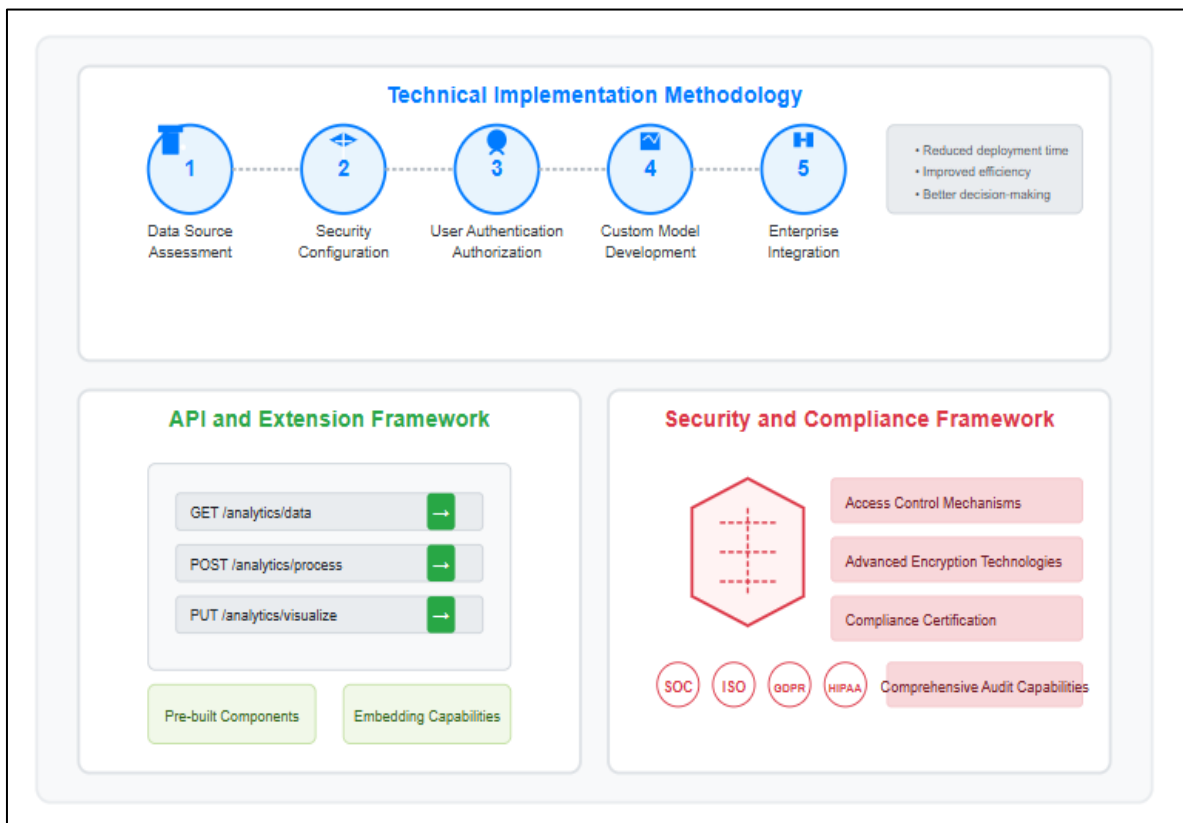 Technical Implementation Methodology
1
2
3
4
5
Data Source
Assessment
Security
Configuration
User Authentication
Authorization
Custom Model
Development
Enterprise
Integration
• Reduced deployment time
• Improved efficiency
• Better decision-making
API and Extension Framework
GET /analytics/data →
POST /analytics/process →
PUT /analytics/visualize →
Pre-built Components
Embedding Capabilities
Security and Compliance Framework
Access Control Mechanisms
Advanced Encryption Technologies
Compliance Certification
SOC
ISO
GDPR
HIPAA
Comprehensive Audit Capabilities